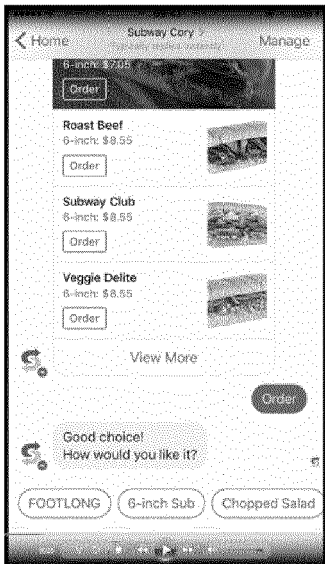 Home
Subway Cory
Manage
6-inch: $7.05
Order
Roast Beef
6-inch: $8.55
Order
Subway Club
6-inch: $8.55
Order
Veggie Delite
6-inch: $8.55
Order
View More
Order
Good choice!
How would you like it?
FOOTLONG
6-inch Sub
Chopped Salad